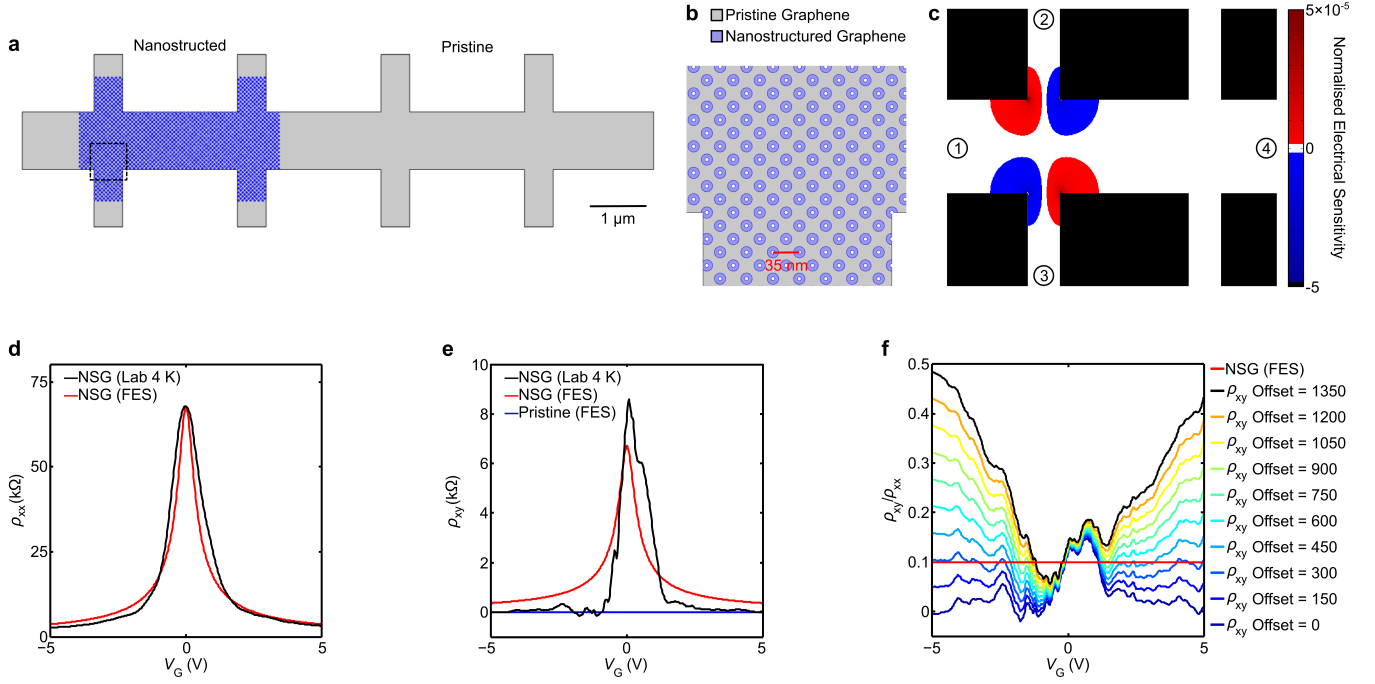 a
Nanostructed
Pristine
1 μm
b
Pristine Graphene
Nanostructured Graphene
35 nm
c
1
2
3
4
5×10⁻⁵
0
-5
Normalised Electrical Sensitivity
d
NSG (Lab 4 K)
NSG (FES)
75
50
25
0
ρxx(kΩ)
−5
0
5
VG (V)
e
NSG (Lab 4 K)
NSG (FES)
Pristine (FES)
10
8
6
4
2
0
ρxy(kΩ)
−5
0
5
VG (V)
f
0.5
0.4
0.3
0.2
0.1
0
ρxy/ρxx
−5
0
5
VG (V)
NSG (FES)
ρxy Offset = 1350
ρxy Offset = 1200
ρxy Offset = 1050
ρxy Offset = 900
ρxy Offset = 750
ρxy Offset = 600
ρxy Offset = 450
ρxy Offset = 300
ρxy Offset = 150
ρxy Offset = 0